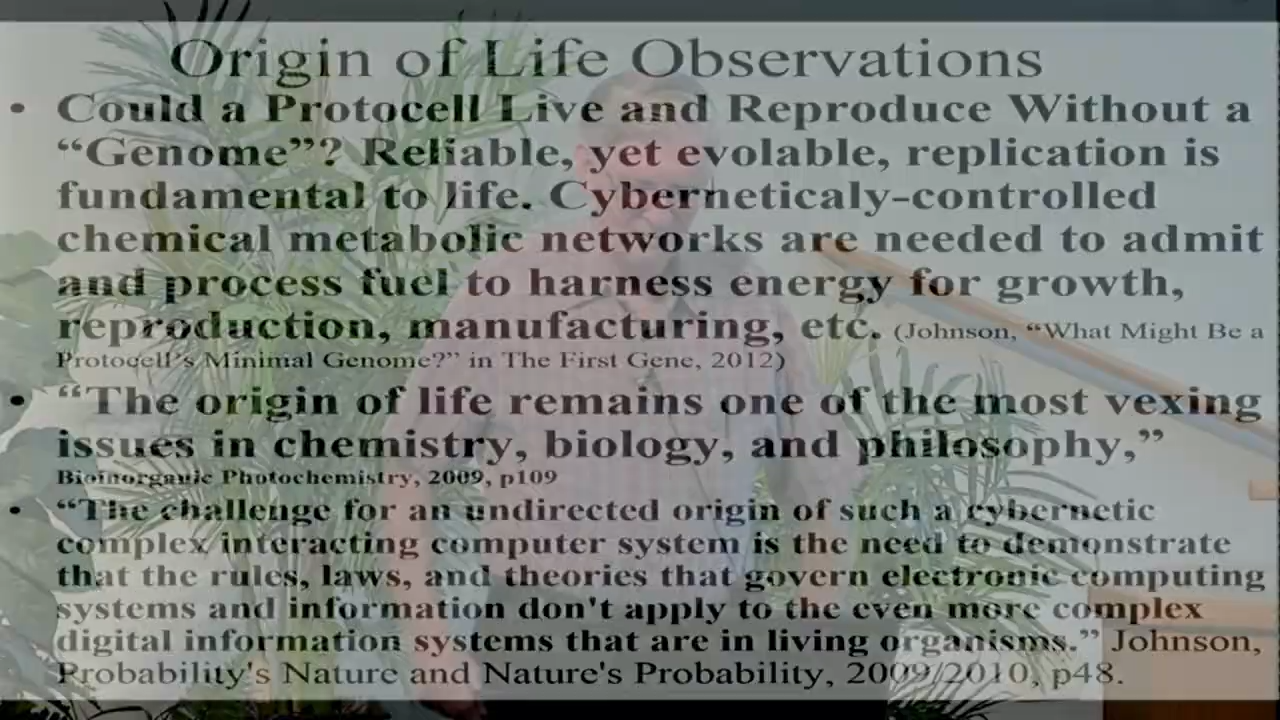 Origin of Life Observations
• Could a Protocell Live and Reproduce Without a
“Genome”? Reliable, yet evolable, replication is
fundamental to life. Cyberneticaly-controlled
chemical metabolic networks are needed to admit
and process fuel to harness energy for growth,
reproduction, manufacturing, etc. (Johnson, “What Might Be a
Protocell’s Minimal Genome?” in The First Gene, 2012)
• “The origin of life remains one of the most vexing
issues in chemistry, biology, and philosophy,”
Bioinorganic Photochemistry, 2009, p109
• “The challenge for an undirected origin of such a cybernetic
complex interacting computer system is the need to demonstrate
that the rules, laws, and theories that govern electronic computing
systems and information don't apply to the even more complex
digital information systems that are in living organisms.” Johnson,
Probability's Nature and Nature's Probability, 2009/2010, p48.